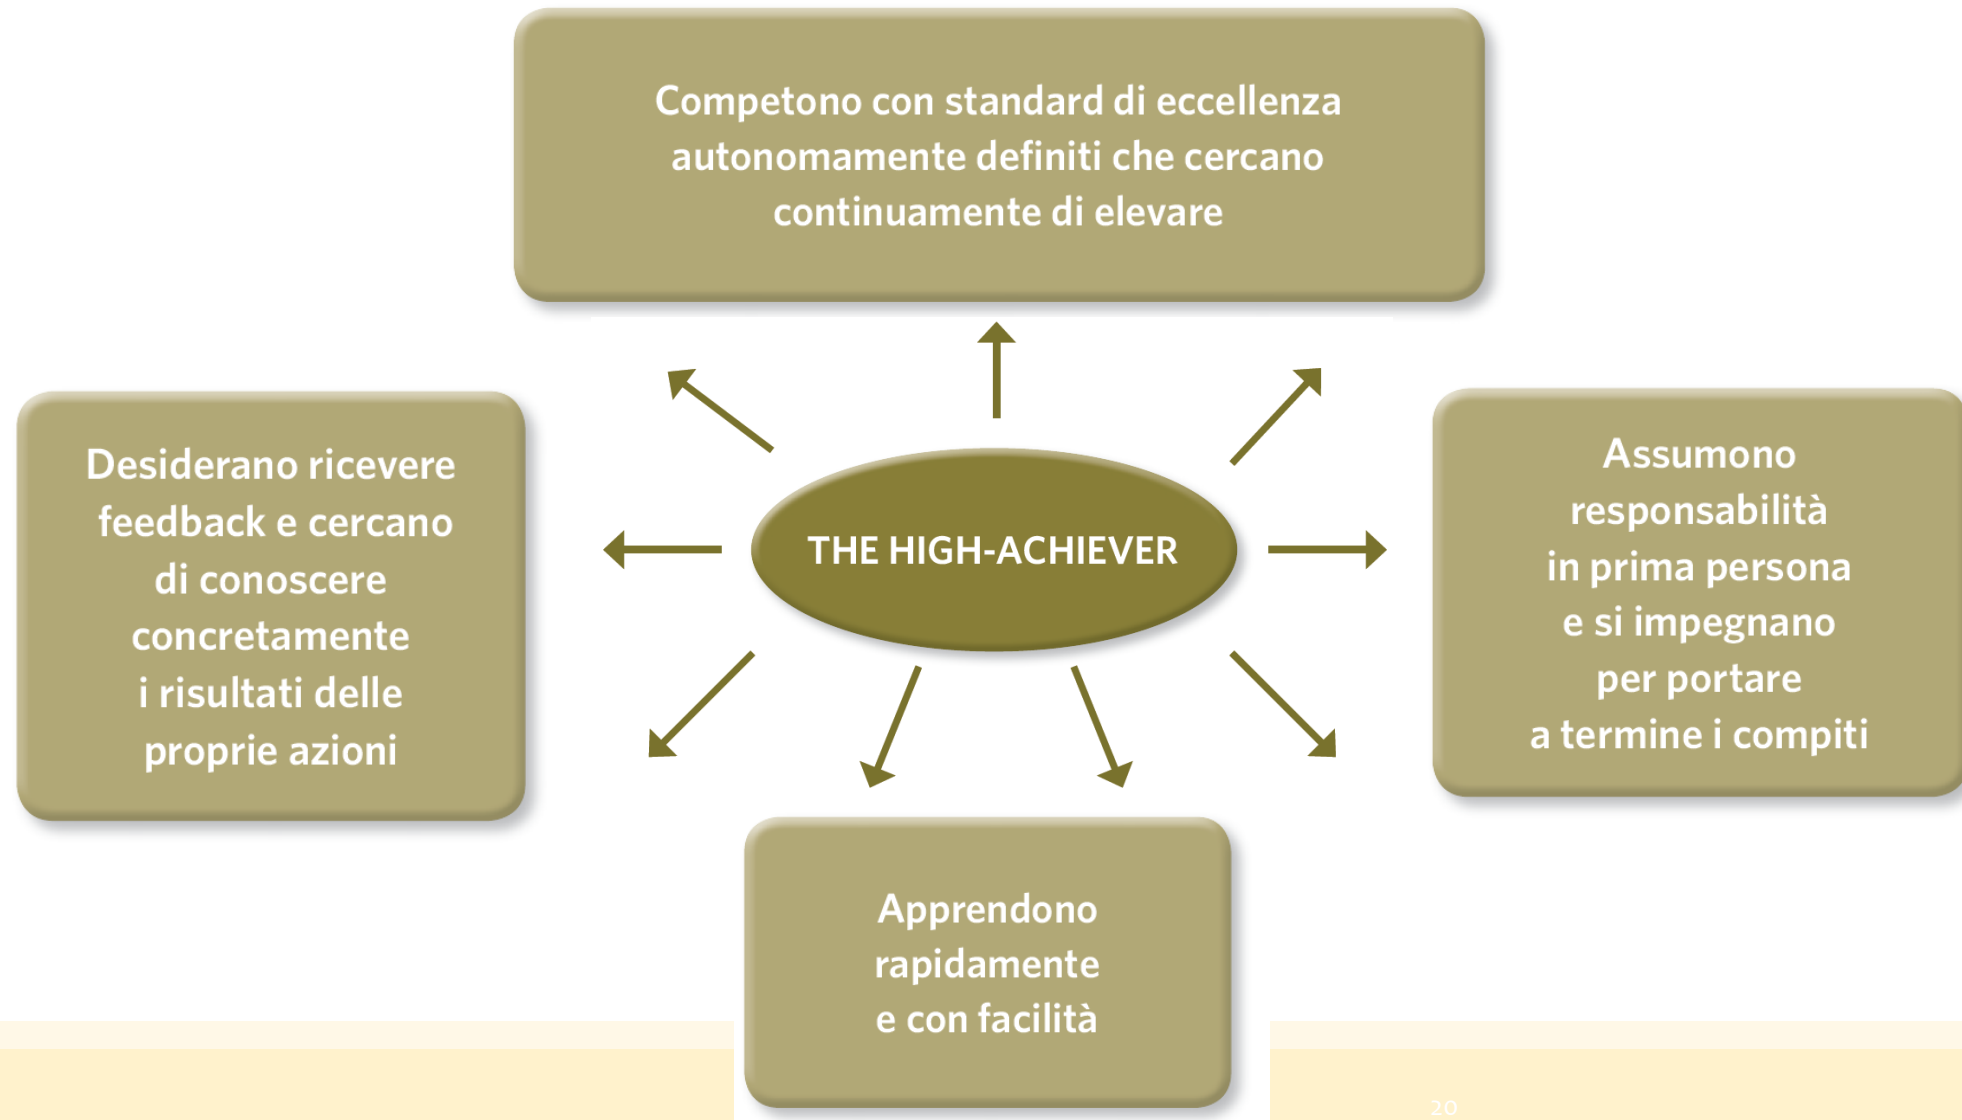 Competono con standard di eccellenza
autonomamente definiti che cercano
continuamente di elevare
Desiderano ricevere
feedback e cercano
di conoscere
concretamente
i risultati delle
proprie azioni
THE HIGH-ACHIEVER
Assumono
responsabilità
in prima persona
e si impegnano
per portare
a termine i compiti
Apprendono
rapidamente
e con facilità
20